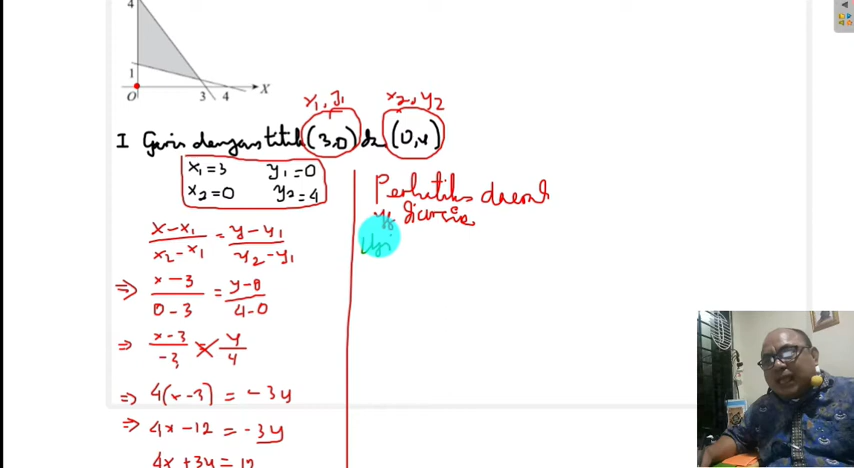 4
1
O 3 4 X
x1, y1 x2, y2
I Garis dengan titik (3,0) dan (0,4)
x1=3 y1=0
x2=0 y2=4
Perhatikan daerah
yg diarsir
Uji
x-x1/x2-x1 = y-y1/y2-y1
⇒ x-3/0-3 = y-0/4-0
⇒ x-3/-3 = y/4
⇒ 4(x-3) = -3y
⇒ 4x-12 = -3y
4x+3y=12